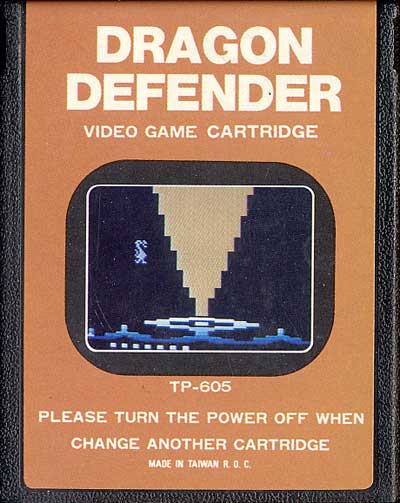 DRAGON
DEFENDER
VIDEO GAME CARTRIDGE
TP-605
PLEASE TURN THE POWER OFF WHEN
CHANGE ANOTHER CARTRIDGE
MADE IN TAIWAN R. O. C.